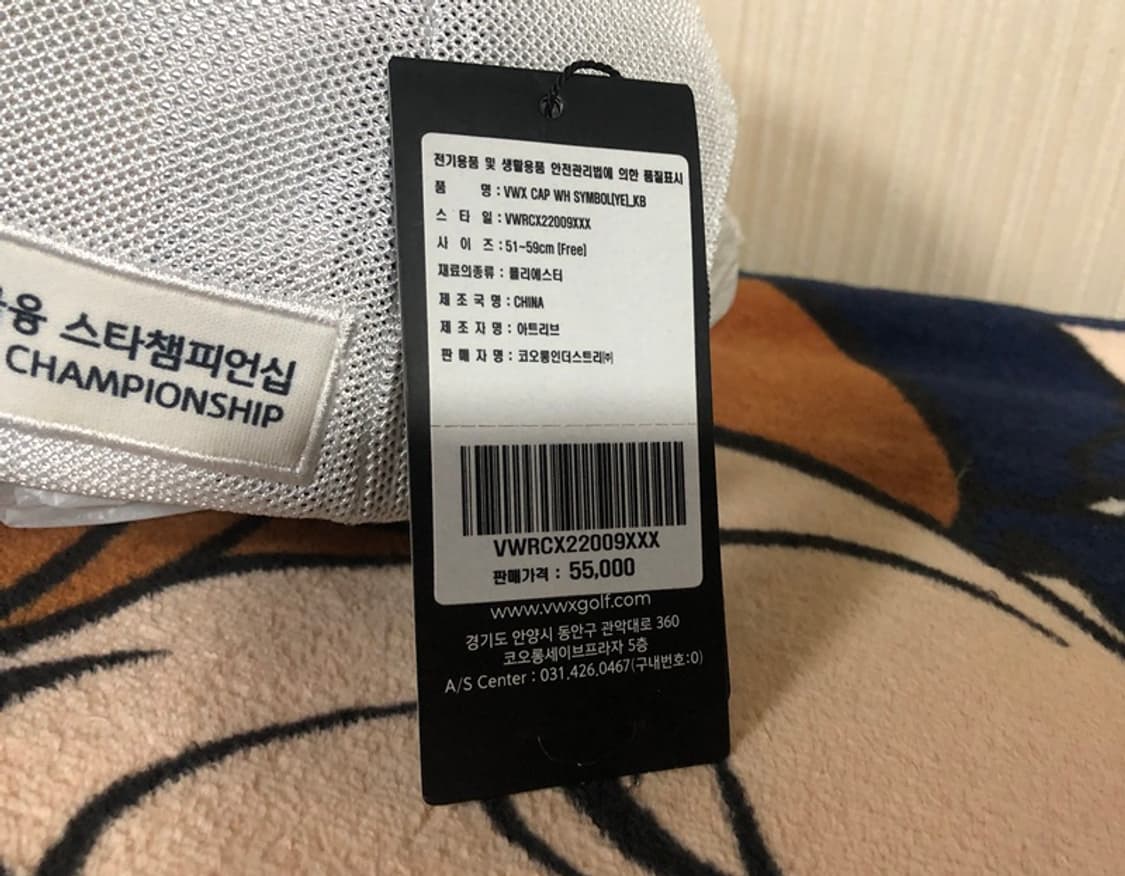 융 스타챔피언십
CHAMPIONSHIP
전기용품 및 생활용품 안전관리법에 의한 품질표시
품 명 : VWX CAP WH SYMBOL(YE)_KB
스 타 일 : VWRCX22009XXX
사 이 즈 : 51~59cm (Free)
재료의종류 : 폴리에스터
제 조 국 명 : CHINA
제 조 자 명 : 아트리브
판 매 자 명 : 코오롱인더스트리㈜
VWRCX22009XXX
판매가격 : 55,000
www.vwxgolf.com
경기도 안양시 동안구 관악대로 360
코오롱세이브프라자 5층
A/S Center : 031.426.0467(구내번호:0)